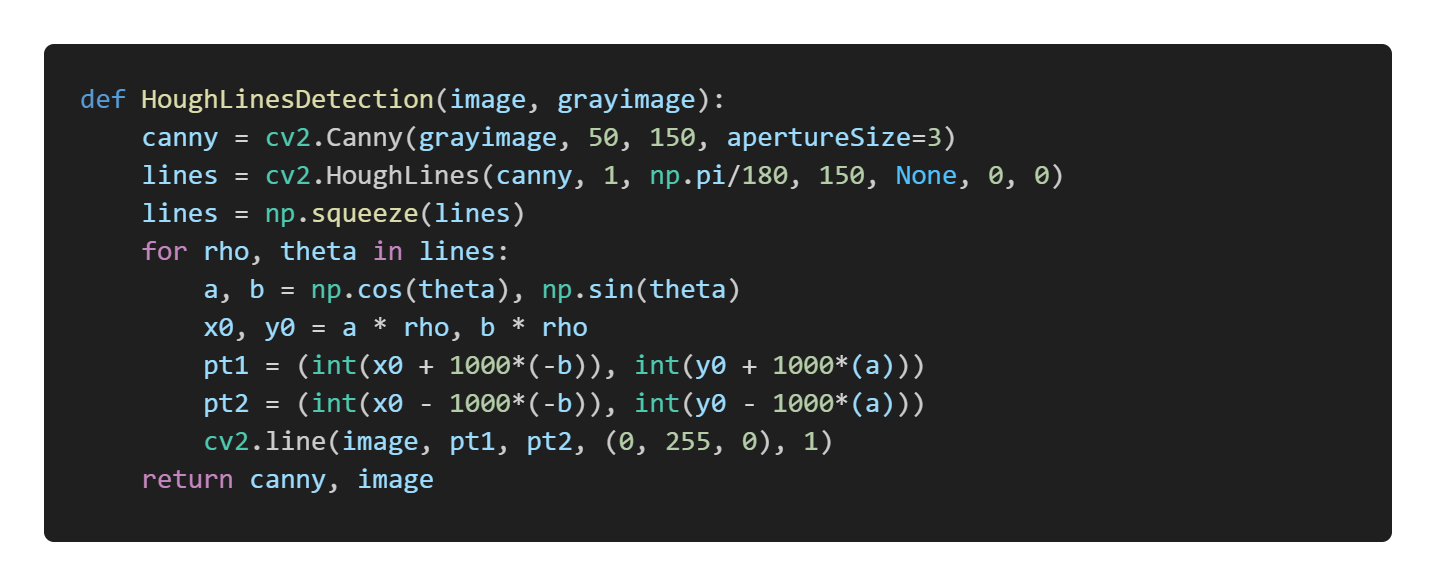 def HoughLinesDetection(image, grayimage):
    canny = cv2.Canny(grayimage, 50, 150, apertureSize=3)
    lines = cv2.HoughLines(canny, 1, np.pi/180, 150, None, 0, 0)
    lines = np.squeeze(lines)
    for rho, theta in lines:
        a, b = np.cos(theta), np.sin(theta)
        x0, y0 = a * rho, b * rho
        pt1 = (int(x0 + 1000*(-b)), int(y0 + 1000*(a)))
        pt2 = (int(x0 - 1000*(-b)), int(y0 - 1000*(a)))
        cv2.line(image, pt1, pt2, (0, 255, 0), 1)
    return canny, image